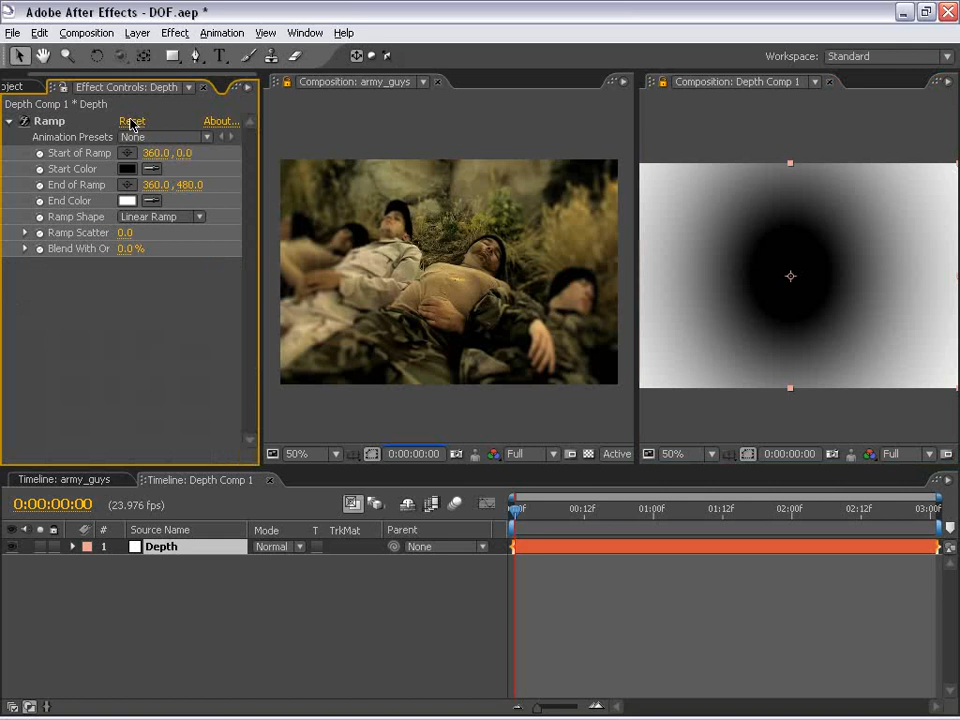 Adobe After Effects - DOF.aep *
File Edit Composition Layer Effect Animation View Window Help
Workspace: Standard
oject Effect Controls: Depth
Composition: army_guys
Composition: Depth Comp 1
Depth Comp 1 * Depth
Ramp Reset About...
Animation Presets None
Start of Ramp 360.0, 0.0
Start Color
End of Ramp 360.0, 480.0
End Color
Ramp Shape Linear Ramp
Ramp Scatter 0.0
Blend With Or 0.0 %
50% 0:00:00:00 Full Active
50% 0:00:00:00 Full
Timeline: army_guys Timeline: Depth Comp 1
0:00:00:00 (23.976 fps)
00f 00:12f 01:00f 01:12f 02:00f 02:12f 03:00f
# Source Name Mode T TrkMat Parent
1 Depth Normal None